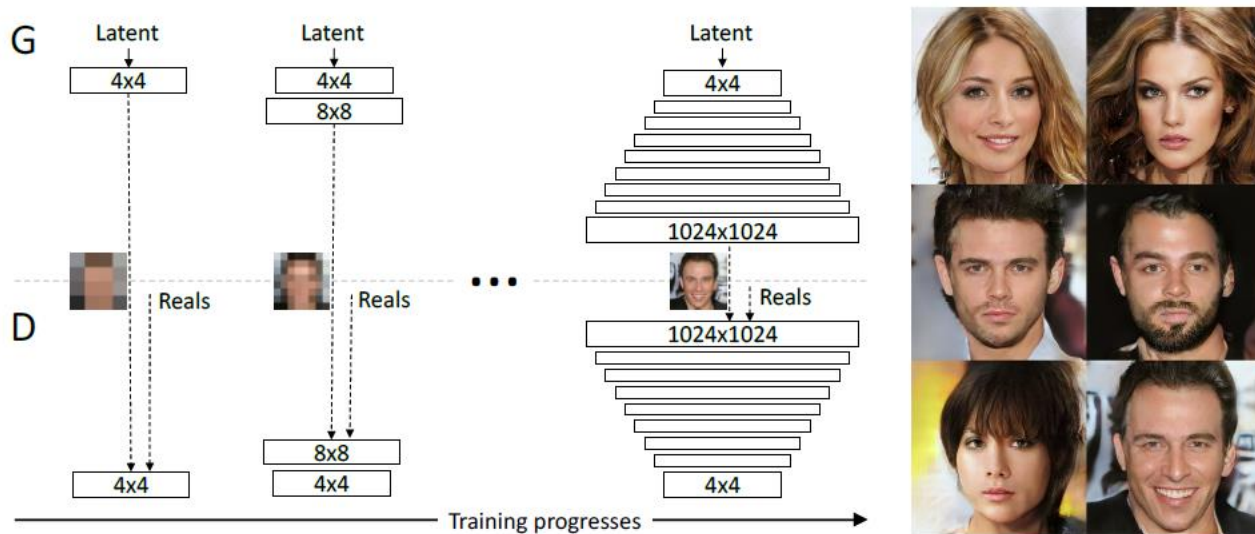 G
Latent
4x4
Latent
4x4
8x8
Latent
4x4
1024x1024
Reals
Reals
...
Reals
D
1024x1024
8x8
4x4
4x4
4x4
Training progresses